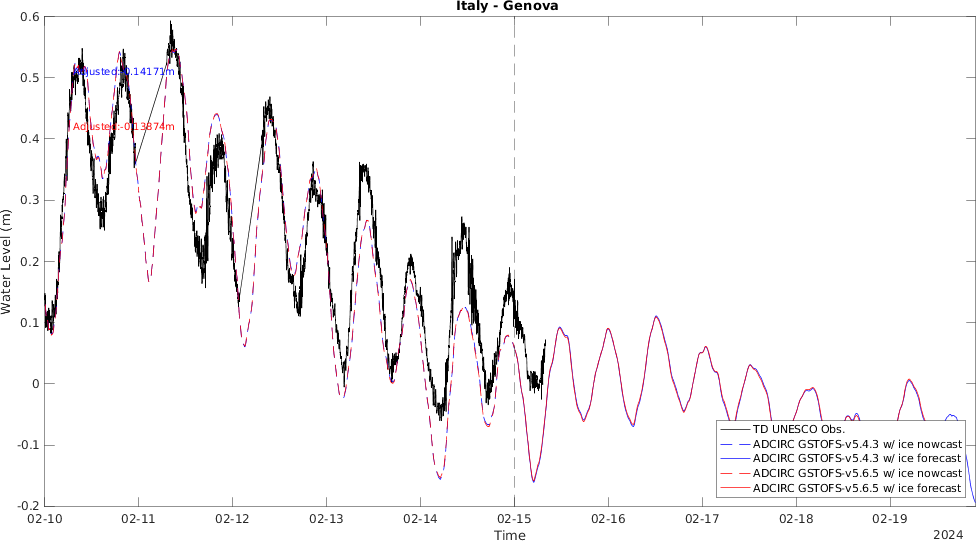 Italy - Genova
0.6
0.5
0.4
0.3
0.2
0.1
0
-0.1
-0.2
Water Level (m)
Adjusted:-0.14171m
Adjusted:-0.13874m
TD UNESCO Obs.
ADCIRC GSTOFS-v5.4.3 w/ ice nowcast
ADCIRC GSTOFS-v5.4.3 w/ ice forecast
ADCIRC GSTOFS-v5.6.5 w/ ice nowcast
ADCIRC GSTOFS-v5.6.5 w/ ice forecast
02-10 02-11 02-12 02-13 02-14 02-15 02-16 02-17 02-18 02-19
Time
2024